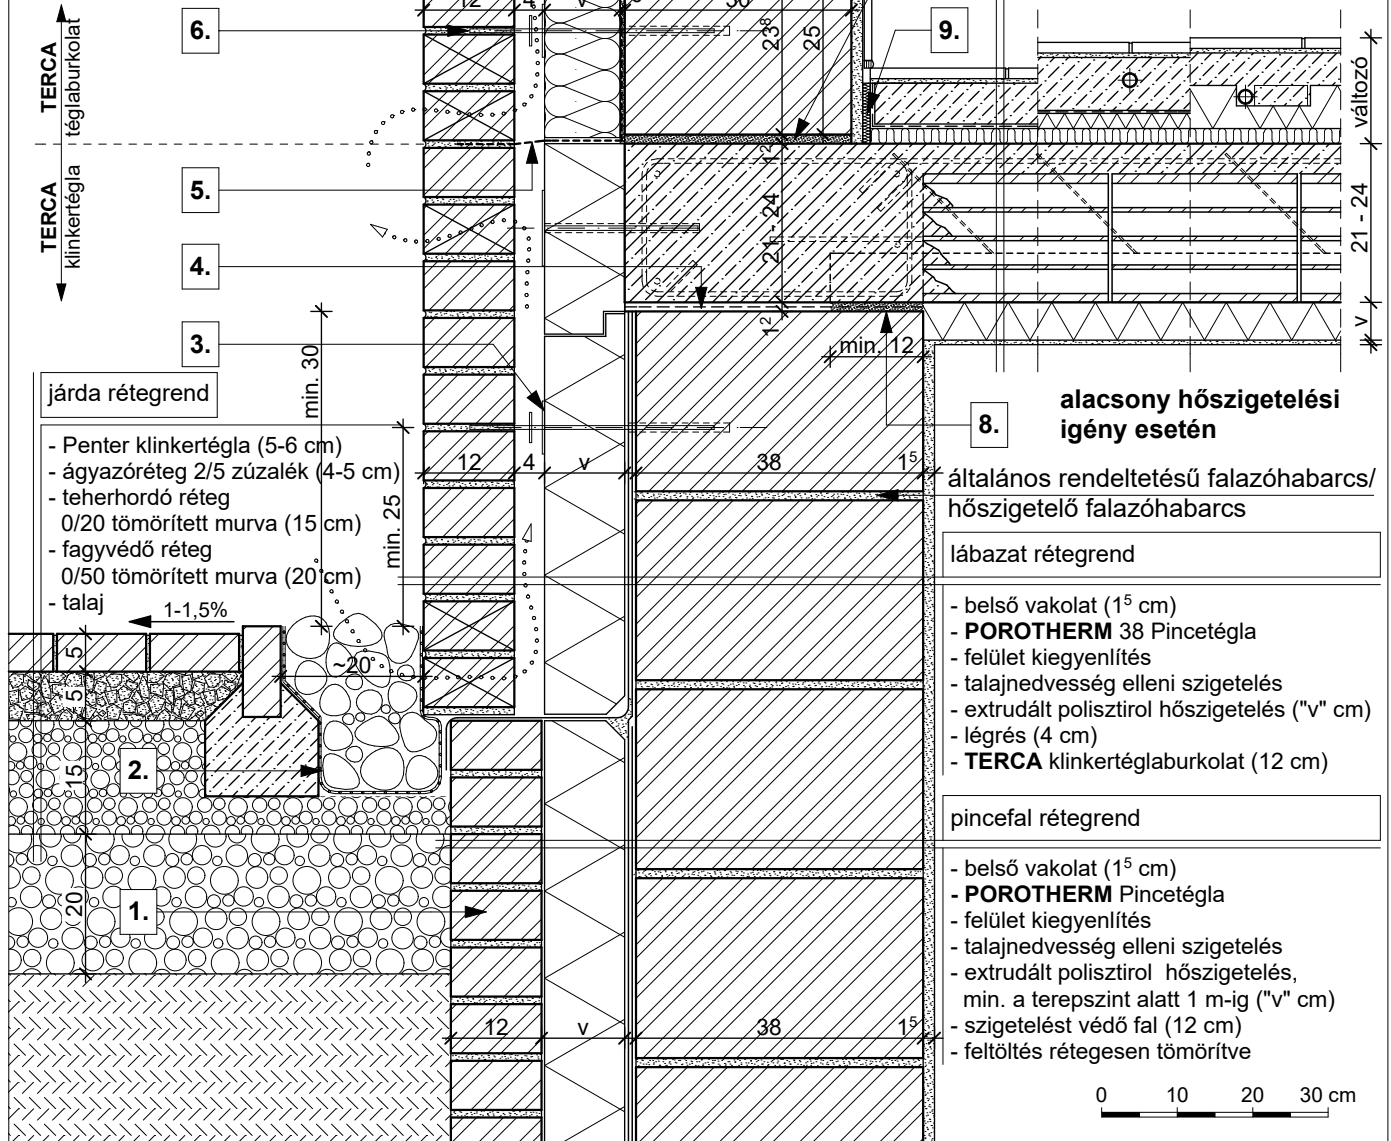 12
4
v
38
6.
TERCA
téglaburkolat
23⁸
25
9.
változó
5.
TERCA
klinkertégla
1²
21 - 24
21 - 24
4.
1²
v
3.
min. 30
min. 12
járda rétegrend
- Penter klinkertégla (5-6 cm)
- ágyazóréteg 2/5 zúzalék (4-5 cm)
- teherhordó réteg
0/20 tömörített murva (15 cm)
- fagyvédő réteg
0/50 tömörített murva (20 cm)
- talaj
min. 25
12
4
v
38
1⁵
8.
alacsony hőszigetelési
igény esetén
általános rendeltetésű falazóhabarcs/
hőszigetelő falazóhabarcs
lábazat rétegrend
- belső vakolat (1⁵ cm)
- POROTHERM 38 Pincetégla
- felület kiegyenlítés
- talajnedvesség elleni szigetelés
- extrudált polisztirol hőszigetelés ("v" cm)
- légrés (4 cm)
- TERCA klinkertéglaburkolat (12 cm)
1-1,5%
5
5
~20
15
2.
20
1.
pincefal rétegrend
- belső vakolat (1⁵ cm)
- POROTHERM Pincetégla
- felület kiegyenlítés
- talajnedvesség elleni szigetelés
- extrudált polisztirol hőszigetelés,
min. a terepszint alatt 1 m-ig ("v" cm)
- szigetelést védő fal (12 cm)
- feltöltés rétegesen tömörítve
12
v
38
1⁵
0 10 20 30 cm